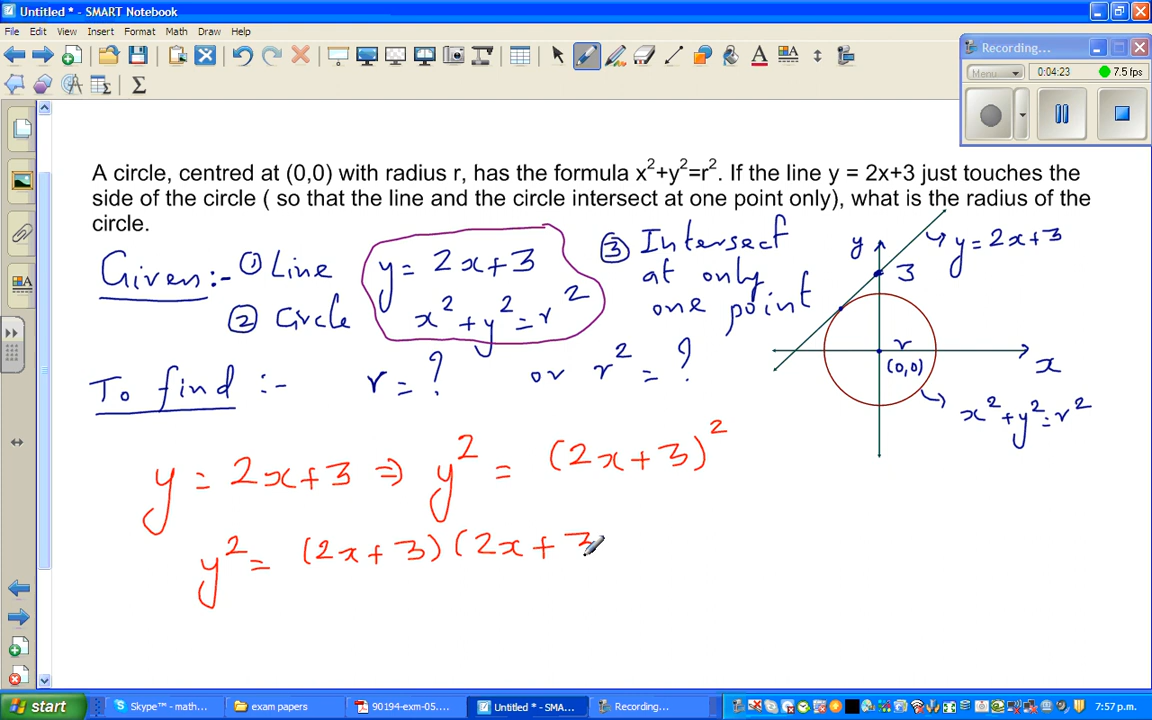 Untitled * - SMART Notebook
File Edit View Insert Format Math Draw Help
Recording...
Menu
0:04:23 7.5 fps
A circle, centred at (0,0) with radius r, has the formula x²+y²=r². If the line y = 2x+3 just touches the
side of the circle ( so that the line and the circle intersect at one point only), what is the radius of the
circle.
Given:- ① Line y = 2x+3
② Circle x²+y²=r²
③ Intersect
at only
one point
y
y=2x+3
3
r
(0,0)
x
x²+y²=r²
To find :- r = ? or r² = ?
y = 2x+3 ⇒ y² = (2x+3)²
y² = (2x+3)(2x+3
start Skype™ - math... exam papers 90194-exm-05.... Untitled * - SMA... Recording... 7:57 p.m.